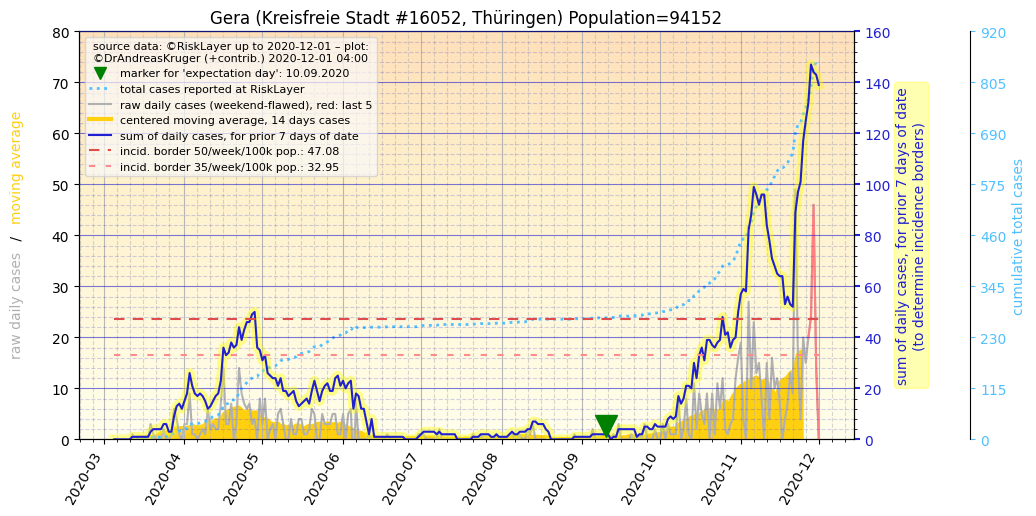 Gera (Kreisfreie Stadt #16052, Thüringen) Population=94152
source data: ©RiskLayer up to 2020-12-01 – plot:
©DrAndreasKruger (+contrib.) 2020-12-01 04:00
marker for 'expectation day': 10.09.2020
total cases reported at RiskLayer
raw daily cases (weekend-flawed), red: last 5
centered moving average, 14 days cases
sum of daily cases, for prior 7 days of date
incid. border 50/week/100k pop.: 47.08
incid. border 35/week/100k pop.: 32.95
raw daily cases / moving average
80
70
60
50
40
30
20
10
0
2020-03
2020-04
2020-05
2020-06
2020-07
2020-08
2020-09
2020-10
2020-11
2020-12
160
140
120
100
80
60
40
20
0
sum of daily cases, for prior 7 days of date
(to determine incidence borders)
920
805
690
575
460
345
230
115
0
cumulative total cases